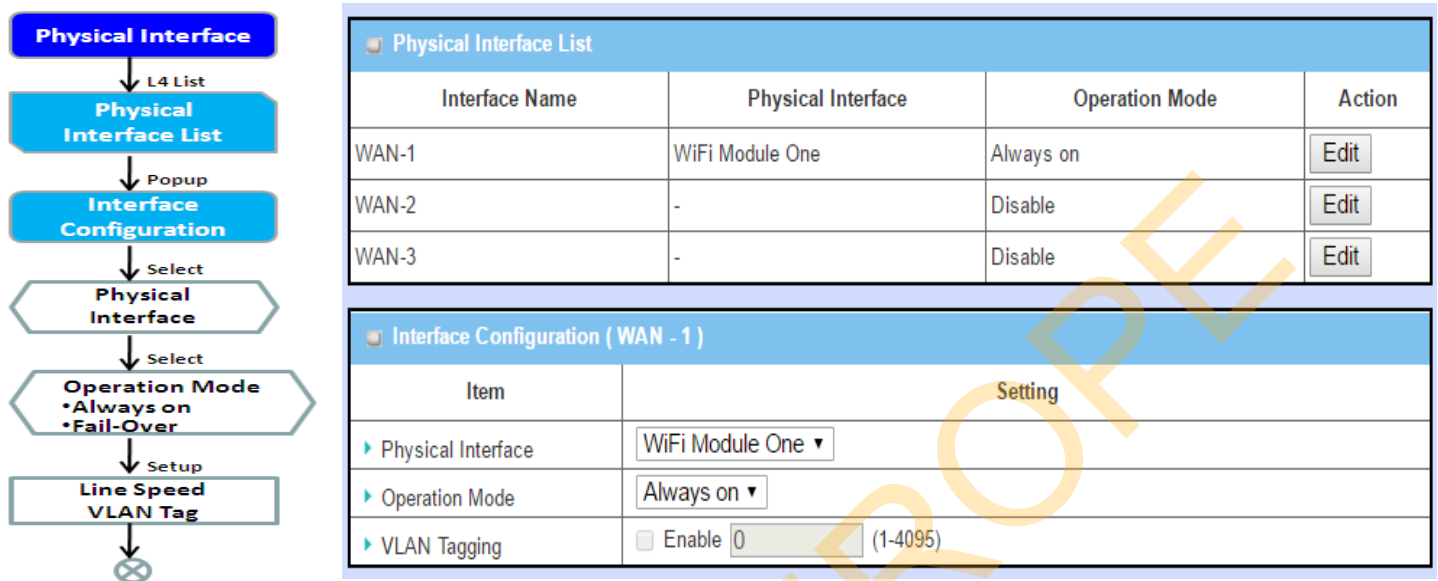 Physical Interface
L4 List
Physical
Interface List
Popup
Interface
Configuration
Select
Physical
Interface
Select
Operation Mode
•Always on
•Fail-Over
Setup
Line Speed
VLAN Tag
Physical Interface List
Interface Name Physical Interface Operation Mode Action
WAN-1 WiFi Module One Always on Edit
WAN-2 - Disable Edit
WAN-3 - Disable Edit
Interface Configuration ( WAN - 1 )
Item Setting
Physical Interface WiFi Module One
Operation Mode Always on
VLAN Tagging Enable 0 (1-4095)
ROPE